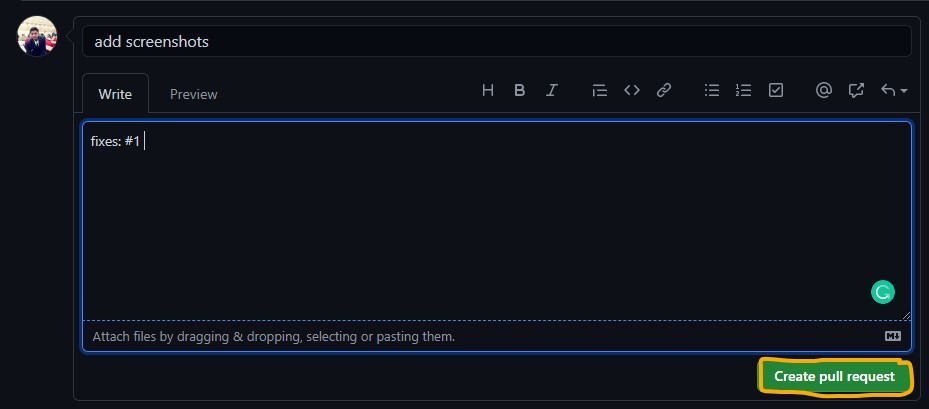 add screenshots
Write Preview
fixes: #1
Attach files by dragging & dropping, selecting or pasting them.
Create pull request